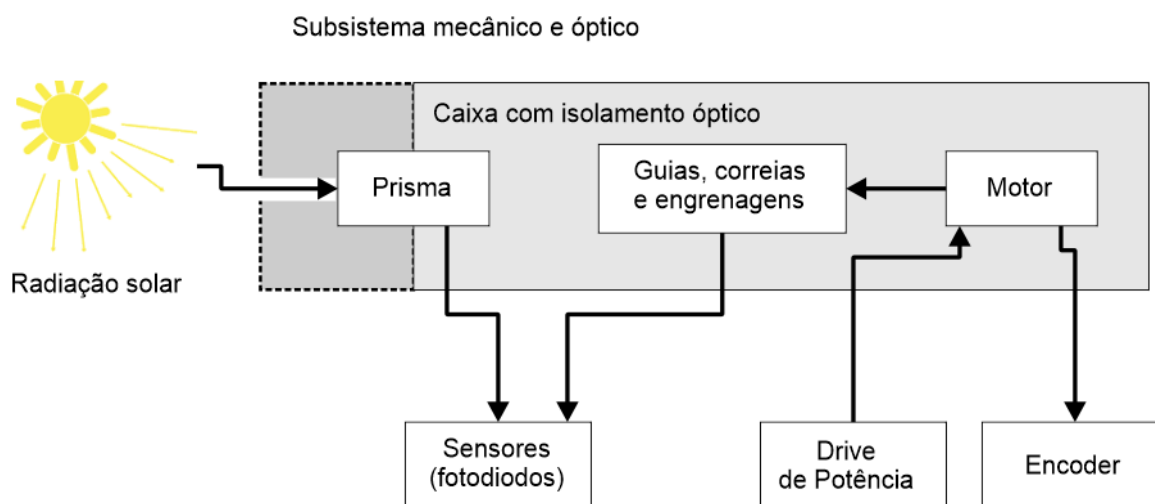 Subsistema mecânico e óptico
Caixa com isolamento óptico
Prisma
Guias, correias
e engrenagens
Motor
Radiação solar
Sensores
(fotodiodos)
Drive
de Potência
Encoder